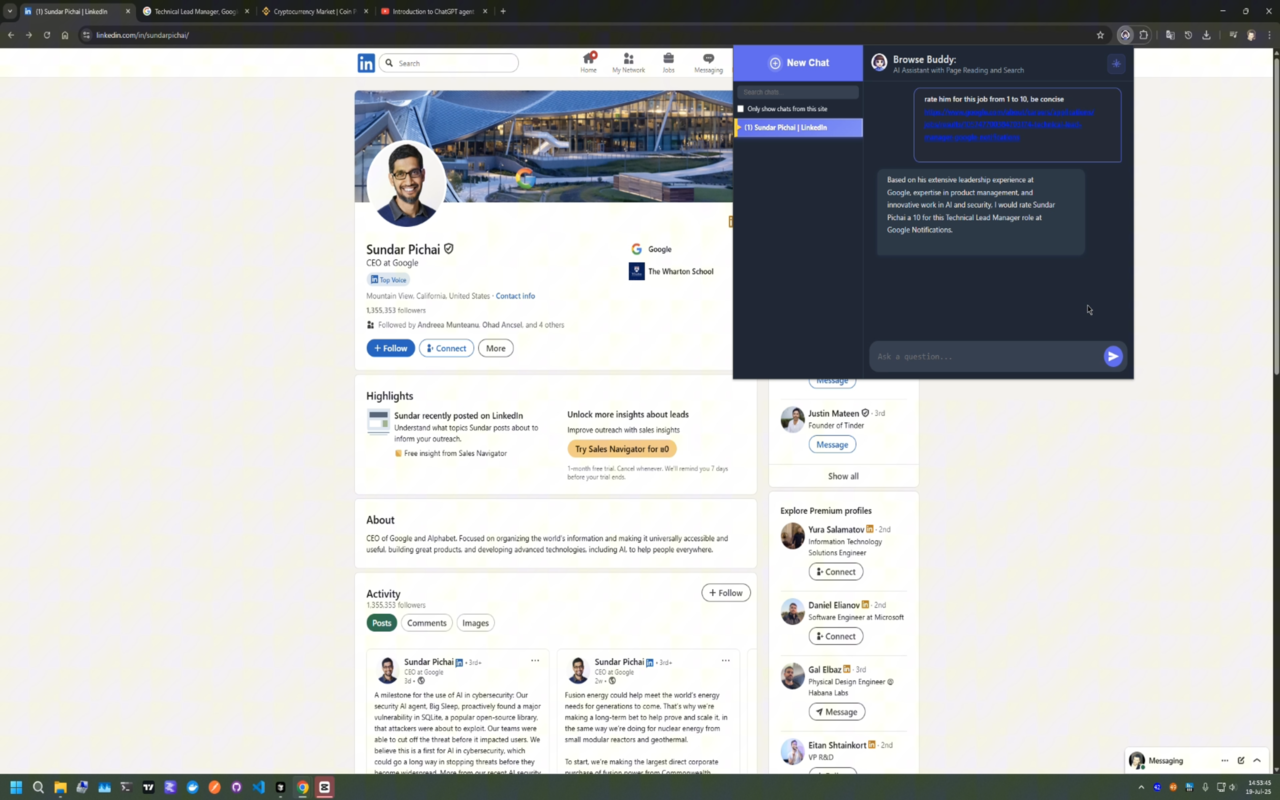 (1) Sundar Pichai | LinkedIn
Technical Lead Manager, Goog
Cryptocurrency Market | Coin P
Introduction to ChatGPT agent
linkedin.com/in/sundarpichai/
Search
Home
My Network
Jobs
Messaging
New Chat
Search chats...
Only show chats from this site
(1) Sundar Pichai | LinkedIn
Browse Buddy:
AI Assistant with Page Reading and Search
rate him for this job from 1 to 10, be concise
Based on his extensive leadership experience at
Google, expertise in product management, and
innovative work in AI and security, I would rate Sundar
Pichai a 10 for this Technical Lead Manager role at
Google Notifications.
Ask a question...
Sundar Pichai
CEO at Google
Top Voice
Mountain View, California, United States · Contact info
1,355,353 followers
Followed by Andreea Munteanu, Ohad Ancsel, and 4 others
+ Follow
Connect
More
Google
The Wharton School
Highlights
Sundar recently posted on LinkedIn
Understand what topics Sundar posts about to
inform your outreach.
Free insight from Sales Navigator
Unlock more insights about leads
Improve outreach with sales insights
Try Sales Navigator for ₪0
1-month free trial. Cancel whenever. We'll remind you 7 days
before your trial ends.
About
CEO of Google and Alphabet. Focused on organizing the world's information and making it universally accessible and
useful, building great products, and developing advanced technologies, including AI, to help people everywhere.
Activity
1,355,353 followers
+ Follow
Posts
Comments
Images
Sundar Pichai in · 3rd+
CEO at Google
3d ·
A milestone for the use of AI in cybersecurity: Our
security AI agent, Big Sleep, proactively found a major
vulnerability in SQLite, a popular open-source library,
that attackers were about to exploit. Our teams were
able to cut off the threat before it impacted users. We
believe this is a first for AI in cybersecurity, which
could go a long way in stopping threats before they
become widespread. More from our recent AI security
Sundar Pichai in · 3rd+
CEO at Google
2w ·
Fusion energy could help meet the world's energy
needs for generations to come. That's why we're
making a long-term bet to help prove and scale it, in
the same way we're doing for nuclear energy from
small modular reactors and geothermal.
To start, we're making the largest direct corporate
purchase of fusion power from Commonwealth
Message
Justin Mateen · 3rd
Founder of Tinder
Message
Show all
Explore Premium profiles
Yura Salamatov in · 2nd
Information Technology
Solutions Engineer
Connect
Daniel Elianov in · 2nd
Software Engineer at Microsoft
Connect
Gal Elbaz in · 3rd
Physical Design Engineer @
Habana Labs
Message
Eitan Shtainkort in · 2nd
VP R&D
Messaging
14:53:45
19-Jul-25